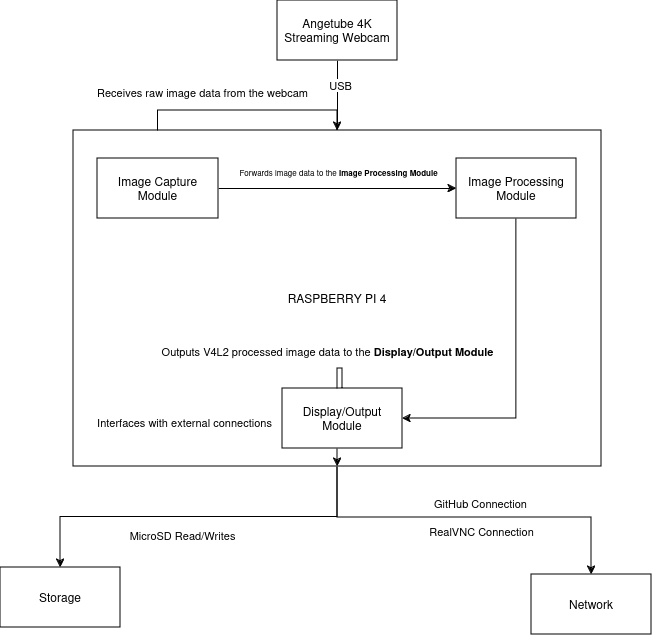 Angetube 4K
Streaming Webcam
USB
Receives raw image data from the webcam
Image Capture
Module
Forwards image data to the Image Processing Module
Image Processing
Module
RASPBERRY PI 4
Outputs V4L2 processed image data to the Display/Output Module
Display/Output
Module
Interfaces with external connections
GitHub Connection
RealVNC Connection
MicroSD Read/Writes
Storage
Network